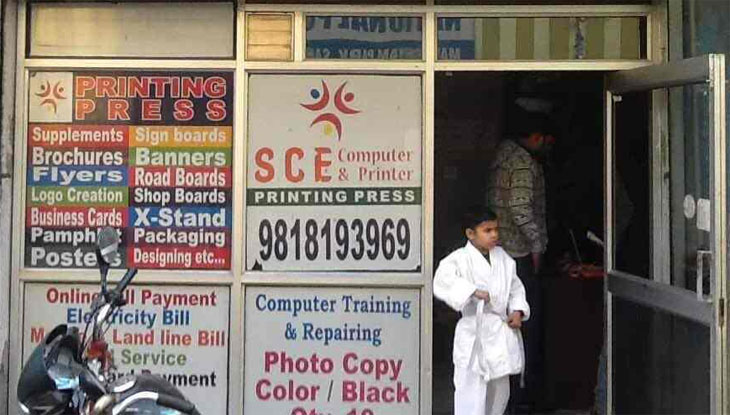 PRINTING
PRESS
Supplements Sign boards
Brochures Banners
Flyers Road Boards
Logo Creation Shop Boards
Business Cards X-Stand
Packaging
Designing etc...
SCE Computer
& Printer
PRINTING PRESS
9818193969
Online Bill Payment
Electricity Bill
Land line Bill
Service
Payment
Computer Training
& Repairing
Photo Copy
Color / Black